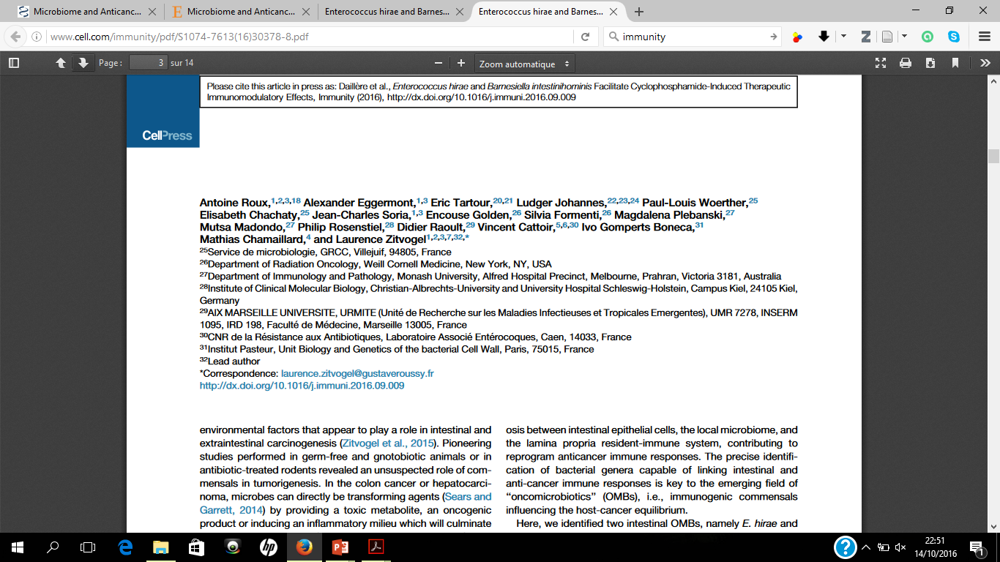 Microbiome and Anticanc...
Microbiome and Anticanc...
Enterococcus hirae and Barnes...
Enterococcus hirae and Barnes...
www.cell.com/immunity/pdf/S1074-7613(16)30378-8.pdf
immunity
Page : 3 sur 14
Zoom automatique
Please cite this article in press as: Daillère et al., Enterococcus hirae and Barnesiella intestinihominis Facilitate Cyclophosphamide-Induced Therapeutic
Immunomodulatory Effects, Immunity (2016), http://dx.doi.org/10.1016/j.immuni.2016.09.009
CellPress
Antoine Roux,1,2,3,18 Alexander Eggermont,1,3 Eric Tartour,20,21 Ludger Johannes,22,23,24 Paul-Louis Woerther,25
Elisabeth Chachaty,25 Jean-Charles Soria,1,3 Encouse Golden,26 Silvia Formenti,26 Magdalena Plebanski,27
Mutsa Madondo,27 Philip Rosenstiel,28 Didier Raoult,29 Vincent Cattoir,5,6,30 Ivo Gomperts Boneca,31
Mathias Chamaillard,4 and Laurence Zitvogel1,2,3,7,32,*
25Service de microbiologie, GRCC, Villejuif, 94805, France
26Department of Radiation Oncology, Weill Cornell Medicine, New York, NY, USA
27Department of Immunology and Pathology, Monash University, Alfred Hospital Precinct, Melbourne, Prahran, Victoria 3181, Australia
28Institute of Clinical Molecular Biology, Christian-Albrechts-University and University Hospital Schleswig-Holstein, Campus Kiel, 24105 Kiel,
Germany
29AIX MARSEILLE UNIVERSITE, URMITE (Unité de Recherche sur les Maladies Infectieuses et Tropicales Emergentes), UMR 7278, INSERM
1095, IRD 198, Faculté de Médecine, Marseille 13005, France
30CNR de la Résistance aux Antibiotiques, Laboratoire Associé Entérocoques, Caen, 14033, France
31Institut Pasteur, Unit Biology and Genetics of the bacterial Cell Wall, Paris, 75015, France
32Lead author
*Correspondence: laurence.zitvogel@gustaveroussy.fr
http://dx.doi.org/10.1016/j.immuni.2016.09.009
environmental factors that appear to play a role in intestinal and
extraintestinal carcinogenesis (Zitvogel et al., 2015). Pioneering
studies performed in germ-free and gnotobiotic animals or in
antibiotic-treated rodents revealed an unsuspected role of com-
mensals in tumorigenesis. In the colon cancer or hepatocarci-
noma, microbes can directly be transforming agents (Sears and
Garrett, 2014) by providing a toxic metabolite, an oncogenic
product or inducing an inflammatory milieu which will culminate
osis between intestinal epithelial cells, the local microbiome, and
the lamina propria resident-immune system, contributing to
reprogram anticancer immune responses. The precise identifi-
cation of bacterial genera capable of linking intestinal and
anti-cancer immune responses is key to the emerging field of
“oncomicrobiotics” (OMBs), i.e., immunogenic commensals
influencing the host-cancer equilibrium.
Here, we identified two intestinal OMBs, namely E. hirae and
22:51
14/10/2016